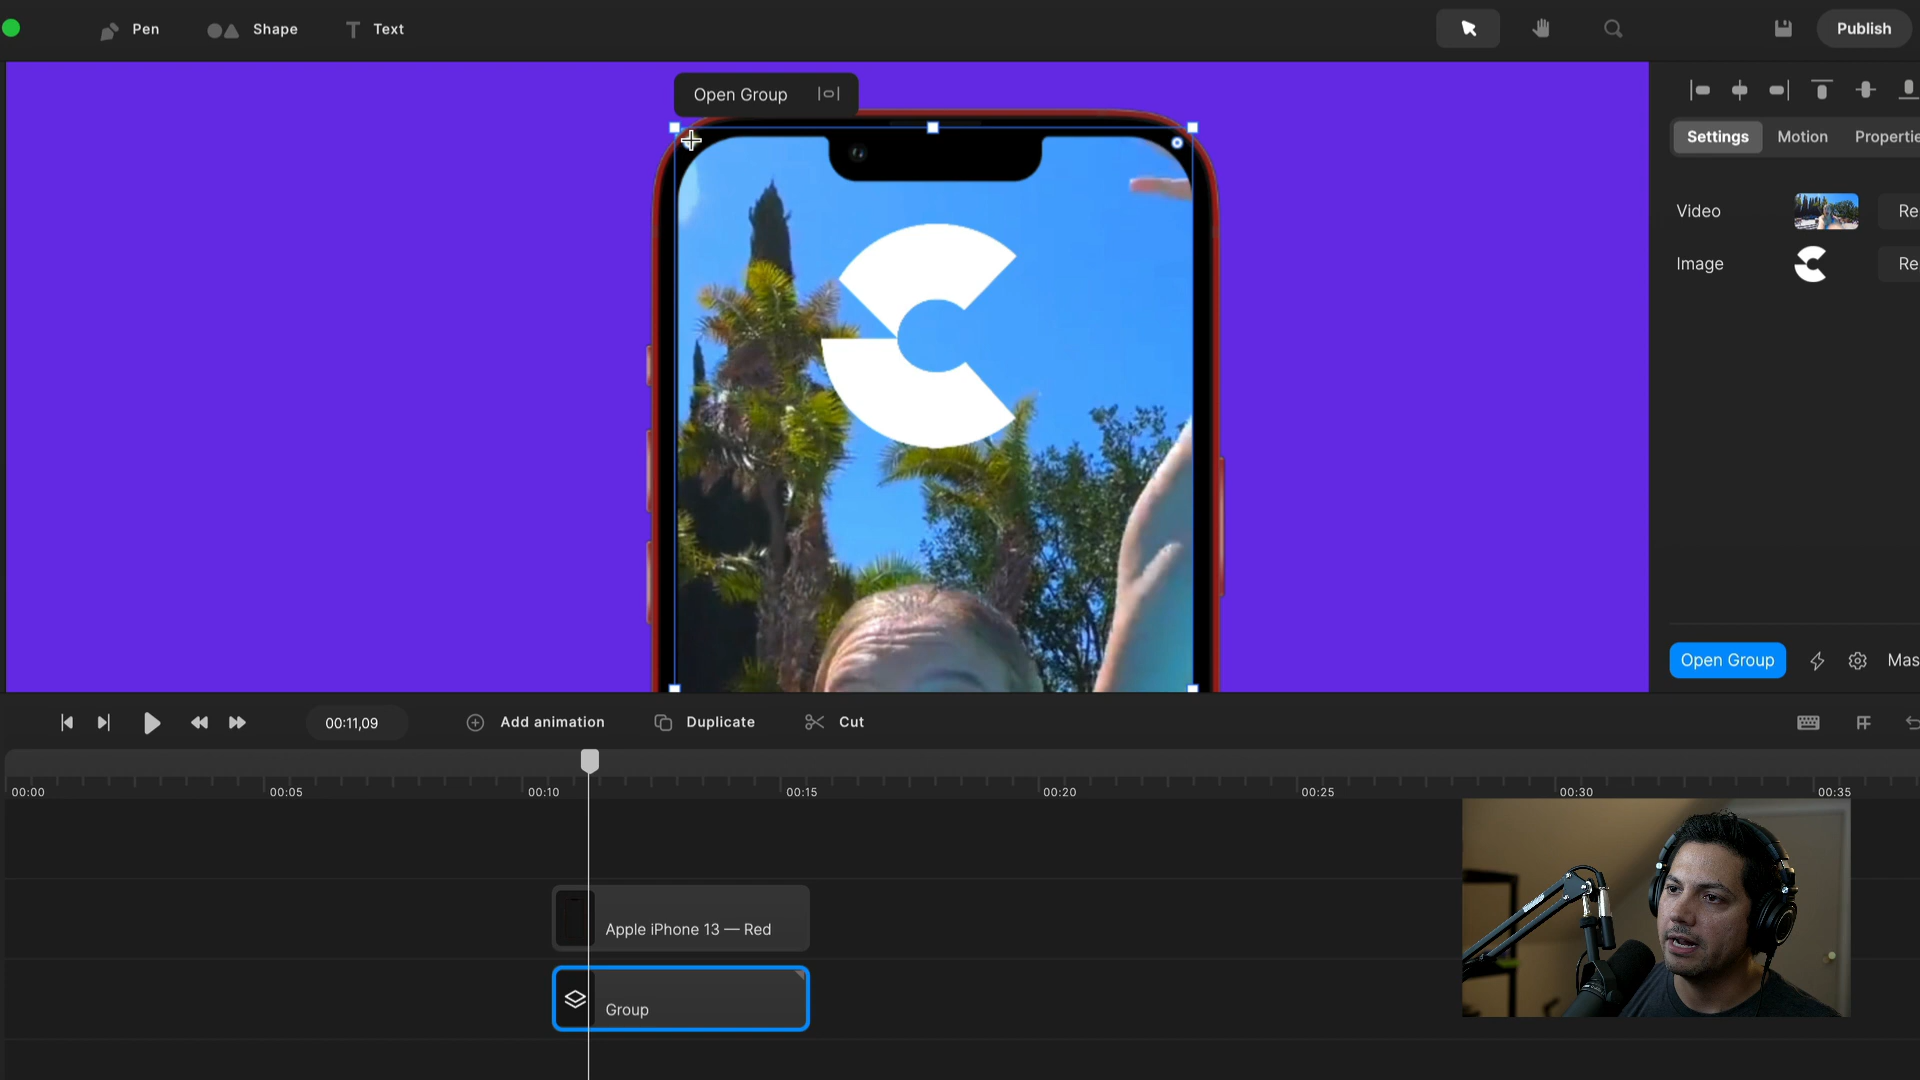 Pen
Shape
Text
Publish
Open Group
Settings
Motion
Propertie
Video
Re
Image
Re
Open Group
Mas
00:11,09
Add animation
Duplicate
Cut
00:00
00:05
00:10
00:15
00:20
00:25
00:30
00:35
Apple iPhone 13 — Red
Group